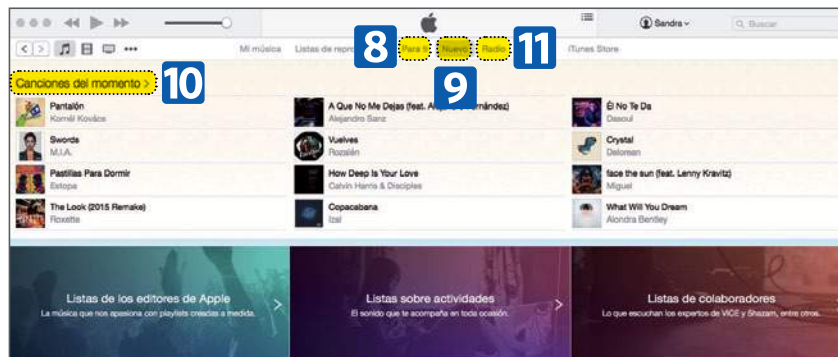 Sandra
Buscar
Mi música
Listas de repro
8
Para ti
Nuevo
Radio
11
iTunes Store
Canciones del momento >
10
9
Pantalón
Kornél Kovács
A Que No Me Dejas (feat. Alejandro Fernández)
Alejandro Sanz
Él No Te Da
Dasoul
Swords
M.I.A.
Vuelves
Rozalén
Crystal
Delorean
Pastillas Para Dormir
Estopa
How Deep Is Your Love
Calvin Harris & Disciples
face the sun (feat. Lenny Kravitz)
Miguel
The Look (2015 Remake)
Roxette
Copacabana
Izal
What Will You Dream
Alondra Bentley
Listas de los editores de Apple
La música que nos apasiona con playlists creadas a medida.
Listas sobre actividades
El sonido que te acompaña en toda ocasión.
Listas de colaboradores
Lo que escuchan los expertos de VICE y Shazam, entre otros.